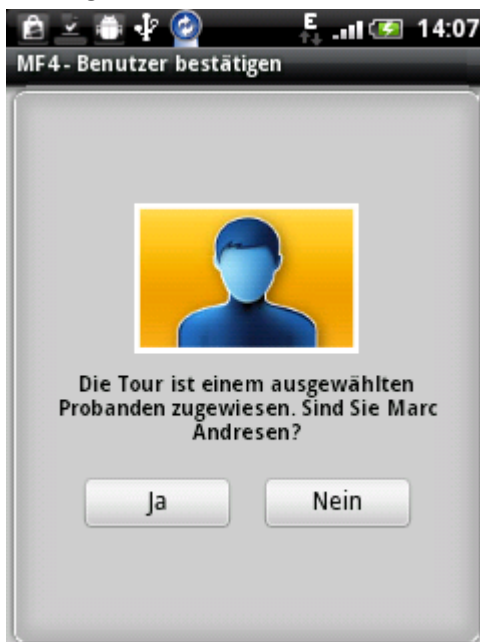 E 14:07
MF4 - Benutzer bestätigen
Die Tour ist einem ausgewählten
Probanden zugewiesen. Sind Sie Marc
Andresen?
Ja Nein